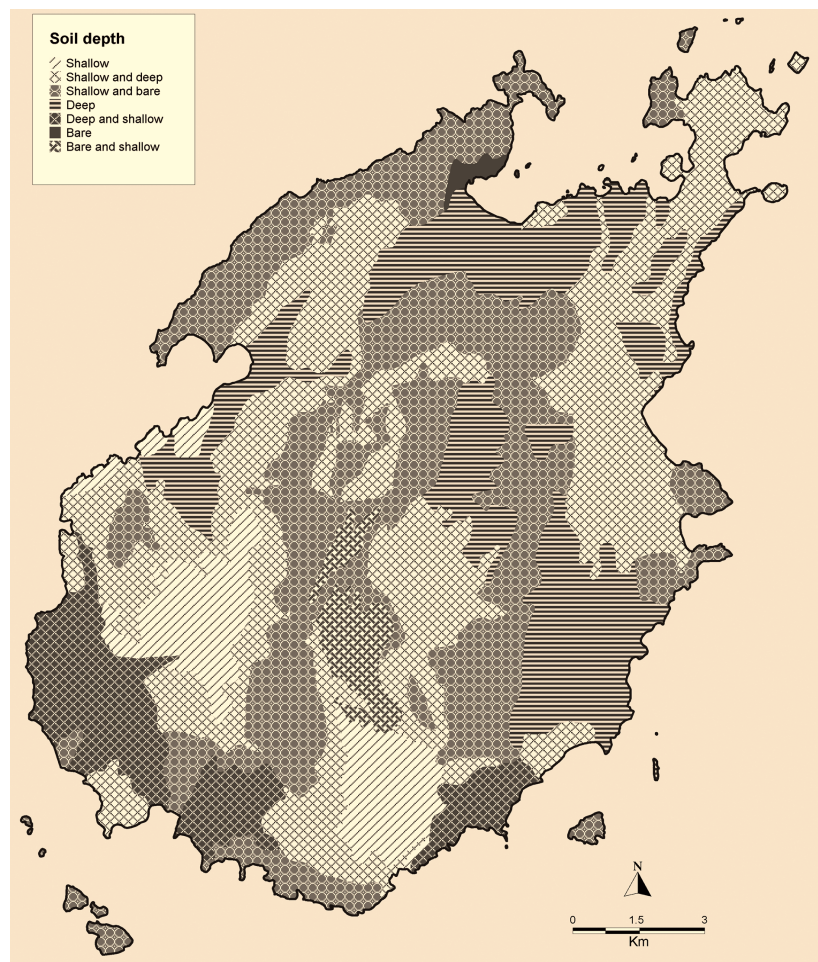 Soil depth
Shallow
Shallow and deep
Shallow and bare
Deep
Deep and shallow
Bare
Bare and shallow
N
0 1.5 3
Km